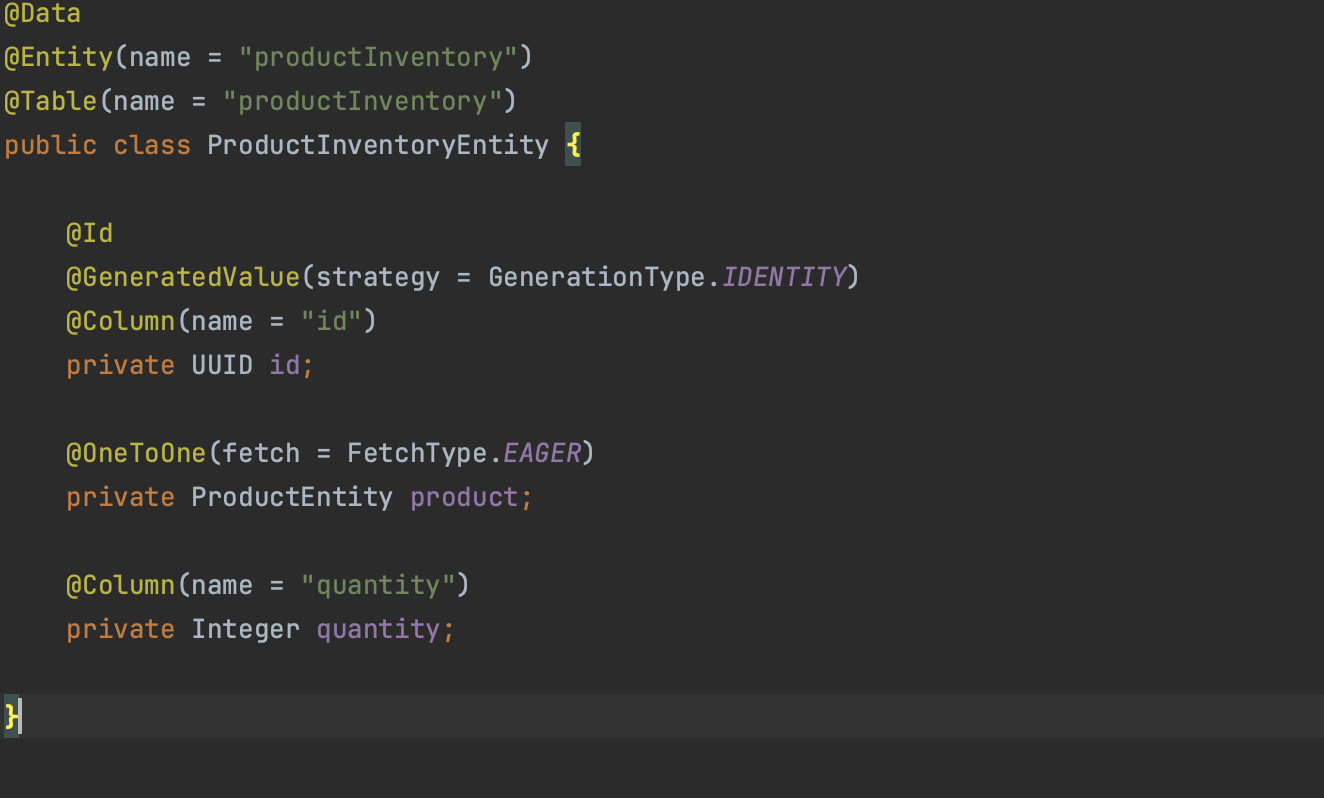 @Data
@Entity(name = "productInventory")
@Table(name = "productInventory")
public class ProductInventoryEntity {
@Id
@GeneratedValue(strategy = GenerationType.IDENTITY)
@Column(name = "id")
private UUID id;
@OneToOne(fetch = FetchType.EAGER)
private ProductEntity product;
@Column(name = "quantity")
private Integer quantity;
}